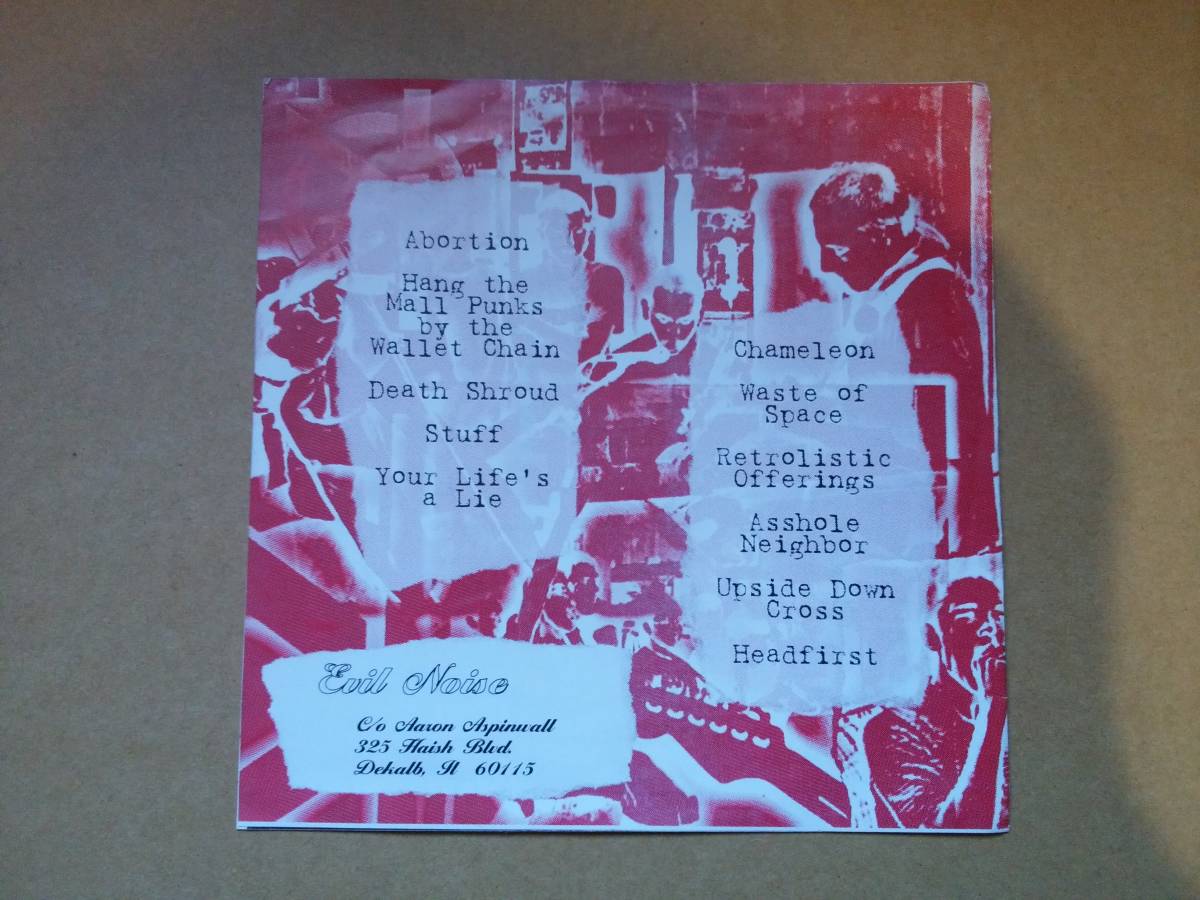 Abortion
Hang the
Mall Punks
by the
Wallet Chain
Death Shroud
Stuff
Your Life's
a Lie
Chameleon
Waste of
Space
Retrolistic
Offerings
Asshole
Neighbor
Upside Down
Cross
Headfirst
Evil Noise
C/o Aaron Aspinwall
325 Haish Blvd.
Dekalb, Il 60115